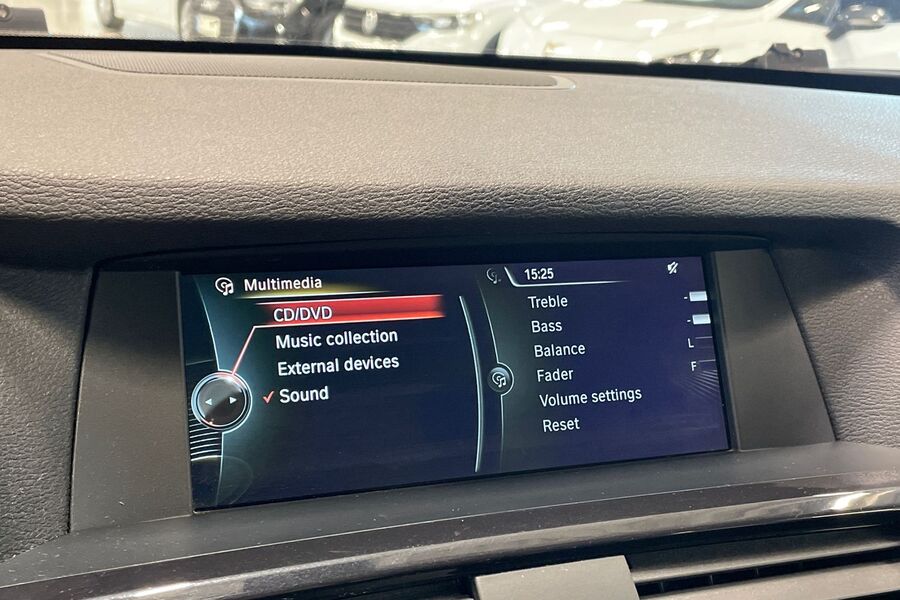 Multimedia
CD/DVD
Music collection
External devices
Sound
15:25
Treble
Bass
Balance
L
Fader
F
Volume settings
Reset